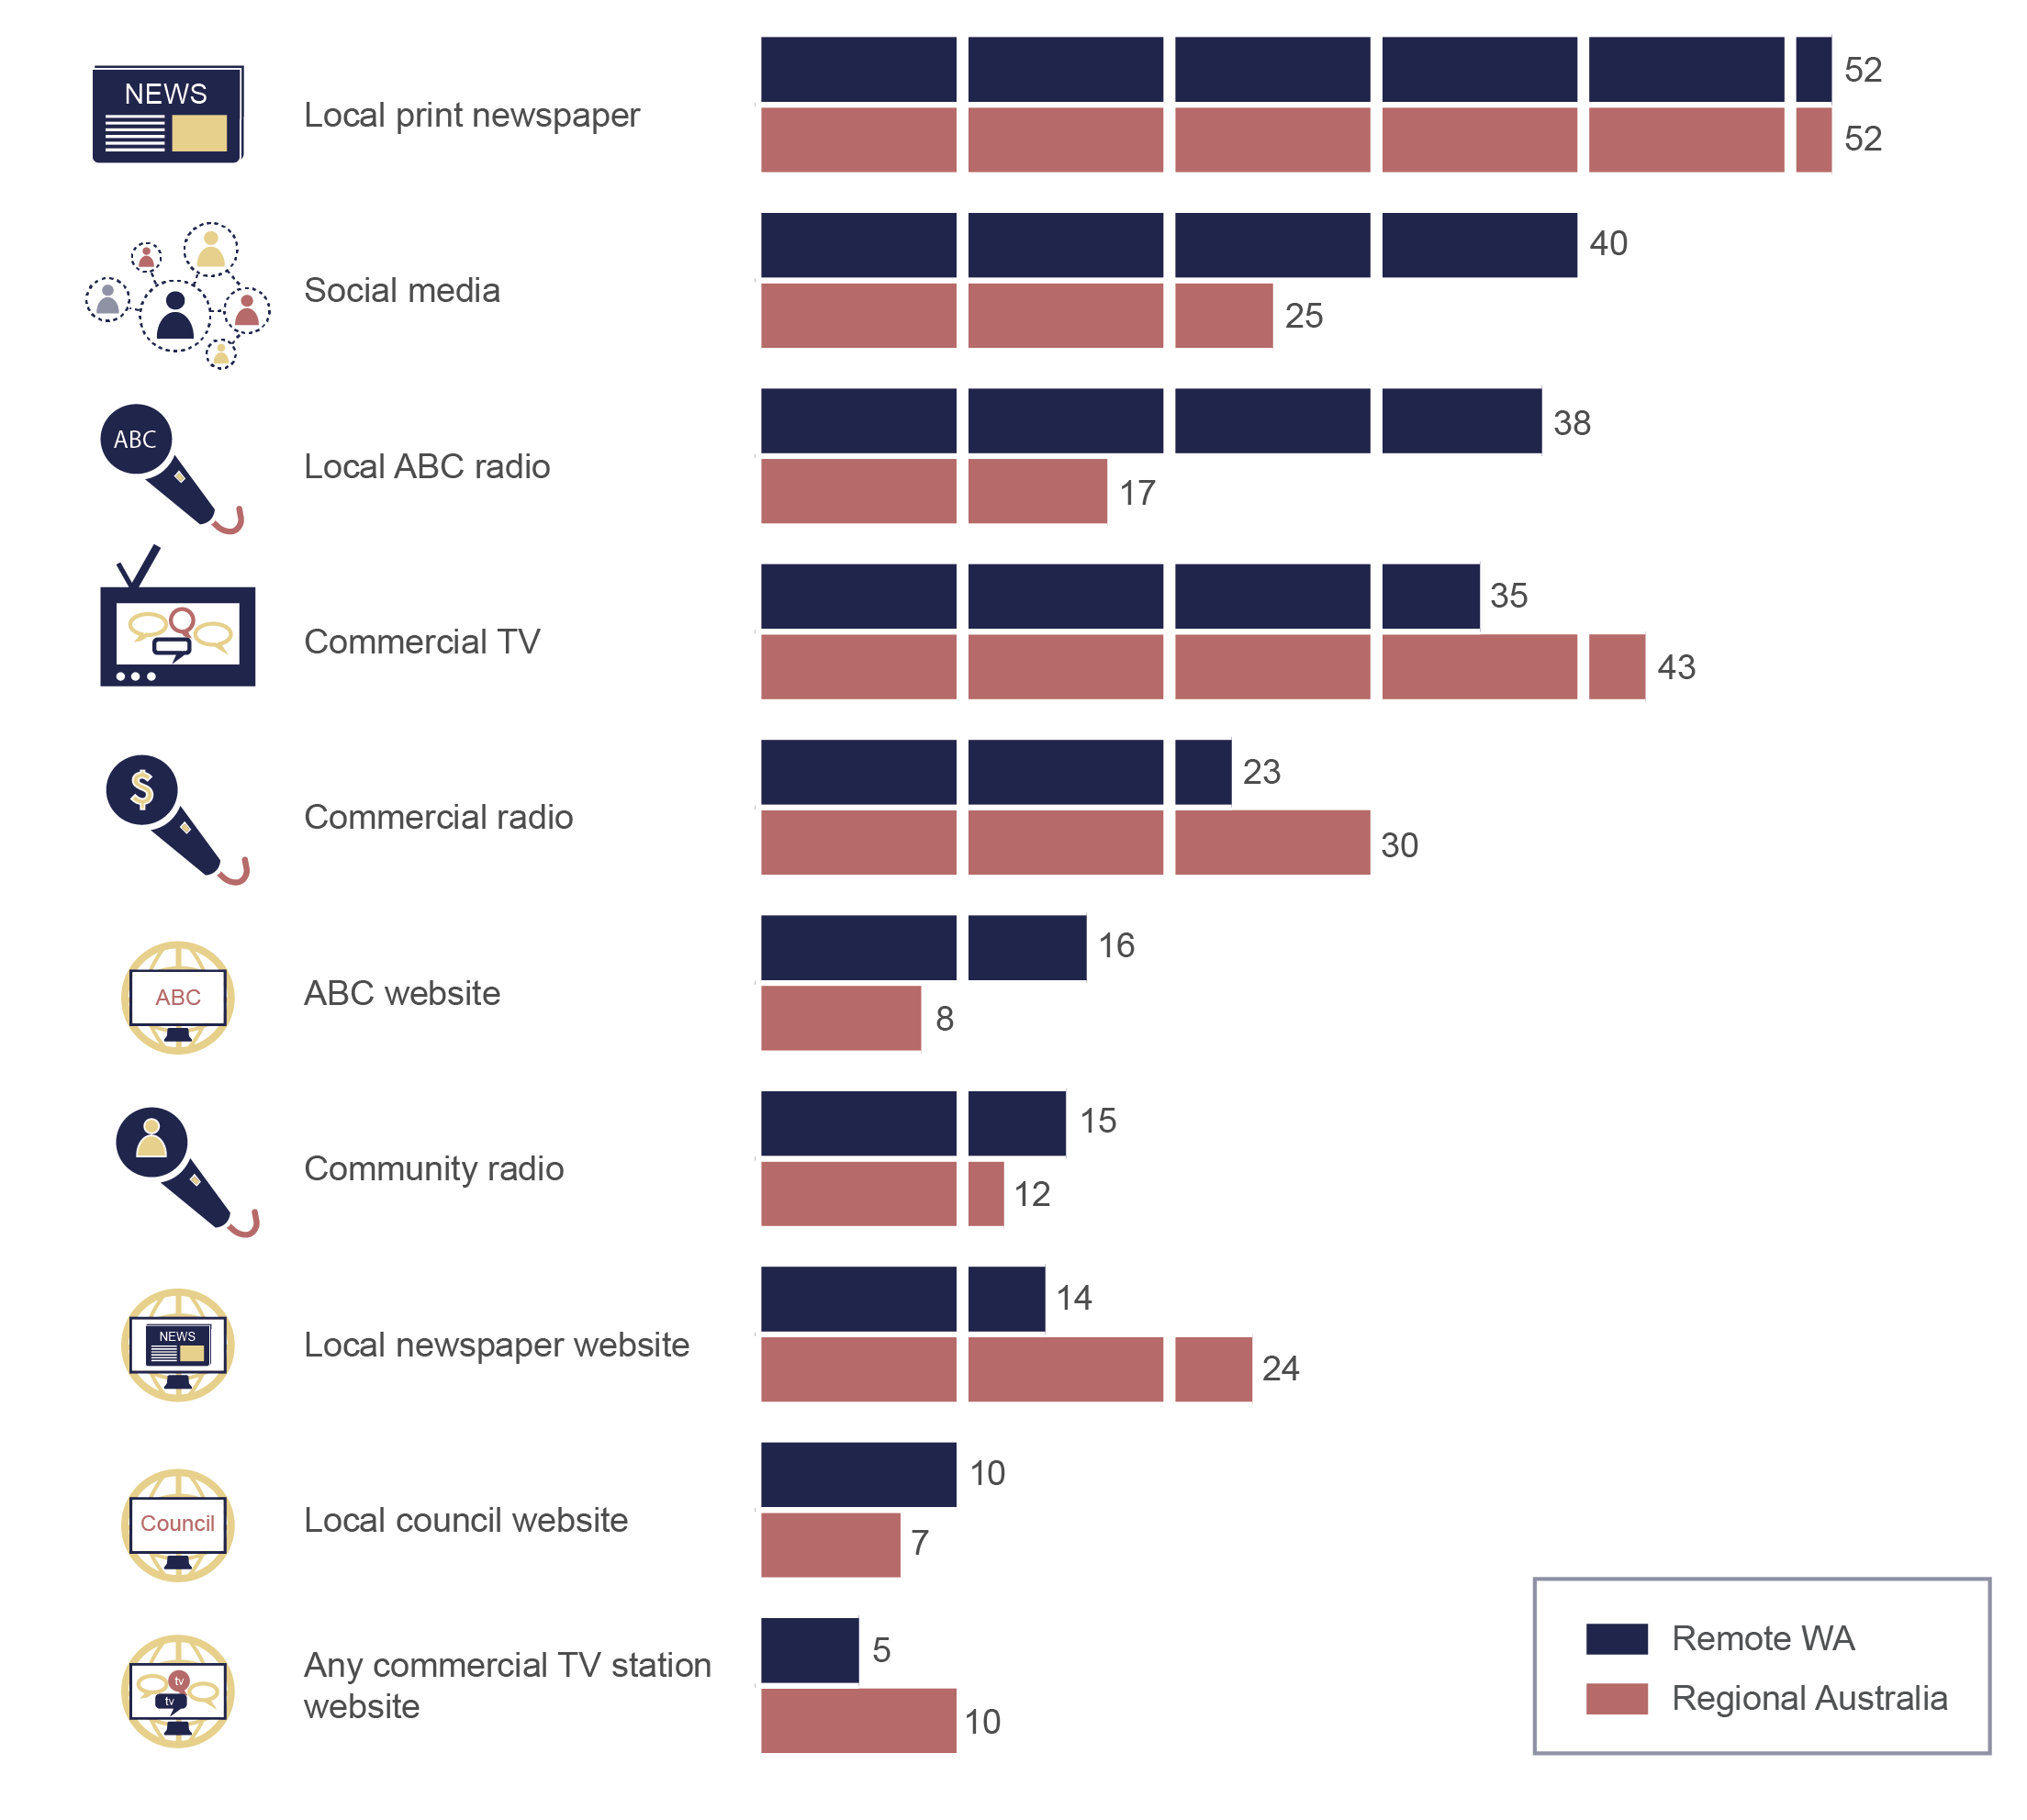 NEWS
Local print newspaper
52
52
Social media
40
25
ABC
Local ABC radio
38
17
Commercial TV
35
43
$
Commercial radio
23
30
ABC
ABC website
16
8
Community radio
15
12
NEWS
Local newspaper website
14
24
Council
Local council website
10
7
tv
tv
Any commercial TV station
website
5
10
Remote WA
Regional Australia